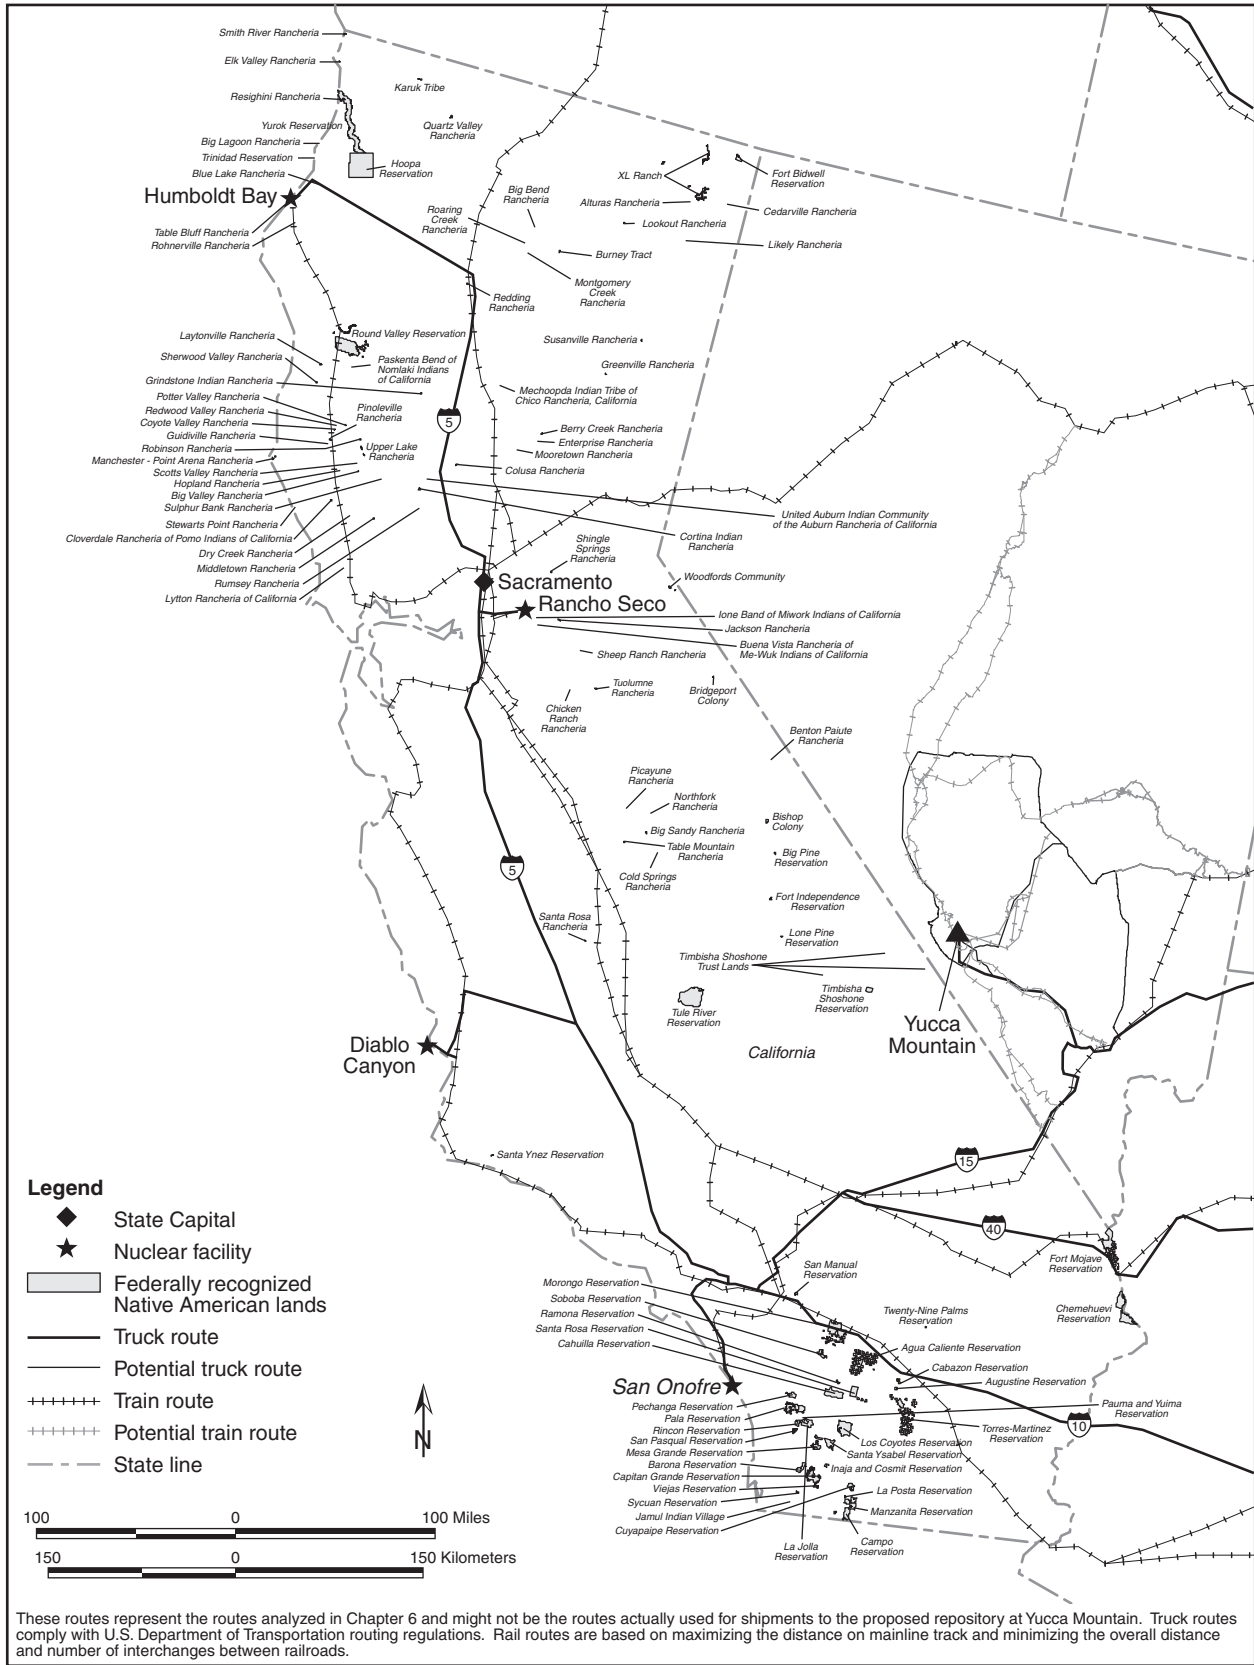 Smith River Rancheria
Elk Valley Rancheria
Karuk Tribe
Resighini Rancheria
Yurok Reservation
Quartz Valley
Rancheria
Big Lagoon Rancheria
Trinidad Reservation
Blue Lake Rancheria
Hoopa
Reservation
XL Ranch
Fort Bidwell
Reservation
Humboldt Bay
Big Bend
Rancheria
Alturas Rancheria
Cedarville Rancheria
Roaring
Creek
Rancheria
Lookout Rancheria
Table Bluff Rancheria
Rohnerville Rancheria
Likely Rancheria
Burney Tract
Montgomery
Creek
Rancheria
Redding
Rancheria
Laytonville Rancheria
Round Valley Reservation
Susanville Rancheria
Sherwood Valley Rancheria
Paskenta Bend of
Nomlaki Indians
of California
Greenville Rancheria
Grindstone Indian Rancheria
Mechoopda Indian Tribe of
Chico Rancheria, California
Potter Valley Rancheria
Redwood Valley Rancheria
Pinoleville
Rancheria
Coyote Valley Rancheria
5
Guidiville Rancheria
Berry Creek Rancheria
Robinson Rancheria
Upper Lake
Rancheria
Enterprise Rancheria
Mooretown Rancheria
Manchester - Point Arena Rancheria
Scotts Valley Rancheria
Colusa Rancheria
Hopland Rancheria
Big Valley Rancheria
Sulphur Bank Rancheria
United Auburn Indian Community
of the Auburn Rancheria of California
Stewarts Point Rancheria
Cloverdale Rancheria of Pomo Indians of California
Cortina Indian
Rancheria
Shingle
Springs
Rancheria
Dry Creek Rancheria
Middletown Rancheria
Rumsey Rancheria
Lytton Rancheria of California
Woodfords Community
Sacramento
Rancho Seco
Ione Band of Miwork Indians of California
Jackson Rancheria
Buena Vista Rancheria of
Me-Wuk Indians of California
Sheep Ranch Rancheria
Tuolumne
Rancheria
Bridgeport
Colony
Chicken
Ranch
Rancheria
Benton Paiute
Rancheria
Picayune
Rancheria
Northfork
Rancheria
Bishop
Colony
Big Sandy Rancheria
Table Mountain
Rancheria
Big Pine
Reservation
5
Cold Springs
Rancheria
Fort Independence
Reservation
Santa Rosa
Rancheria
Lone Pine
Reservation
Timbisha Shoshone
Trust Lands
Timbisha
Shoshone
Reservation
Tule River
Reservation
Yucca
Mountain
Diablo
Canyon
California
Santa Ynez Reservation
15
40
Fort Mojave
Reservation
San Manual
Reservation
Morongo Reservation
Soboba Reservation
Ramona Reservation
Santa Rosa Reservation
Cahuilla Reservation
Twenty-Nine Palms
Reservation
Chemehuevi
Reservation
Agua Caliente Reservation
Cabazon Reservation
Augustine Reservation
San Onofre
Pechanga Reservation
Pala Reservation
Rincon Reservation
San Pasqual Reservation
Mesa Grande Reservation
Barona Reservation
Capitan Grande Reservation
Viejas Reservation
Sycuan Reservation
Jamul Indian Village
Cuyapaipe Reservation
Pauma and Yuima
Reservation
Torres-Martinez
Reservation
10
Los Coyotes Reservation
Santa Ysabel Reservation
Inaja and Cosmit Reservation
La Posta Reservation
Manzanita Reservation
La Jolla
Reservation
Campo
Reservation
Legend
State Capital
Nuclear facility
Federally recognized
Native American lands
Truck route
Potential truck route
Train route
Potential train route
State line
N
100 0 100 Miles
150 0 150 Kilometers
These routes represent the routes analyzed in Chapter 6 and might not be the routes actually used for shipments to the proposed repository at Yucca Mountain. Truck routes
comply with U.S. Department of Transportation routing regulations. Rail routes are based on maximizing the distance on mainline track and minimizing the overall distance
and number of interchanges between railroads.